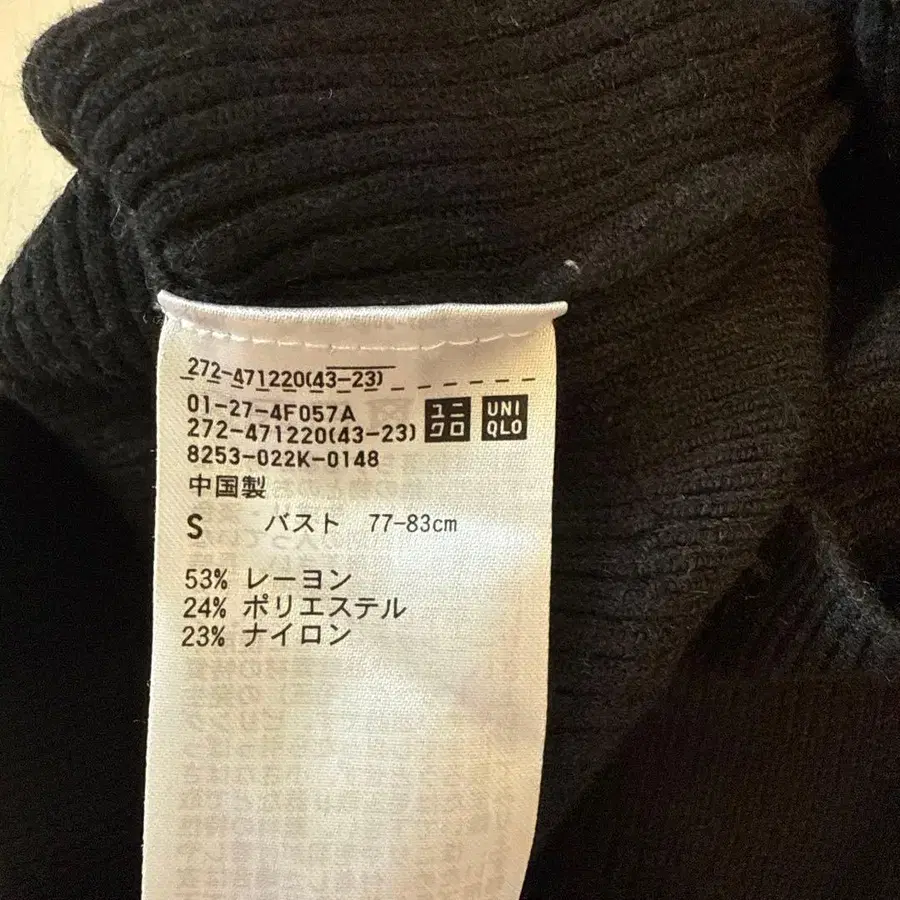 272-471220(43-23)
01-27-4F057A
272-471220(43-23)
ユニクロ
UNIQLO
8253-022K-0148
中国製
S バスト 77-83cm
53% レーヨン
24% ポリエステル
23% ナイロン